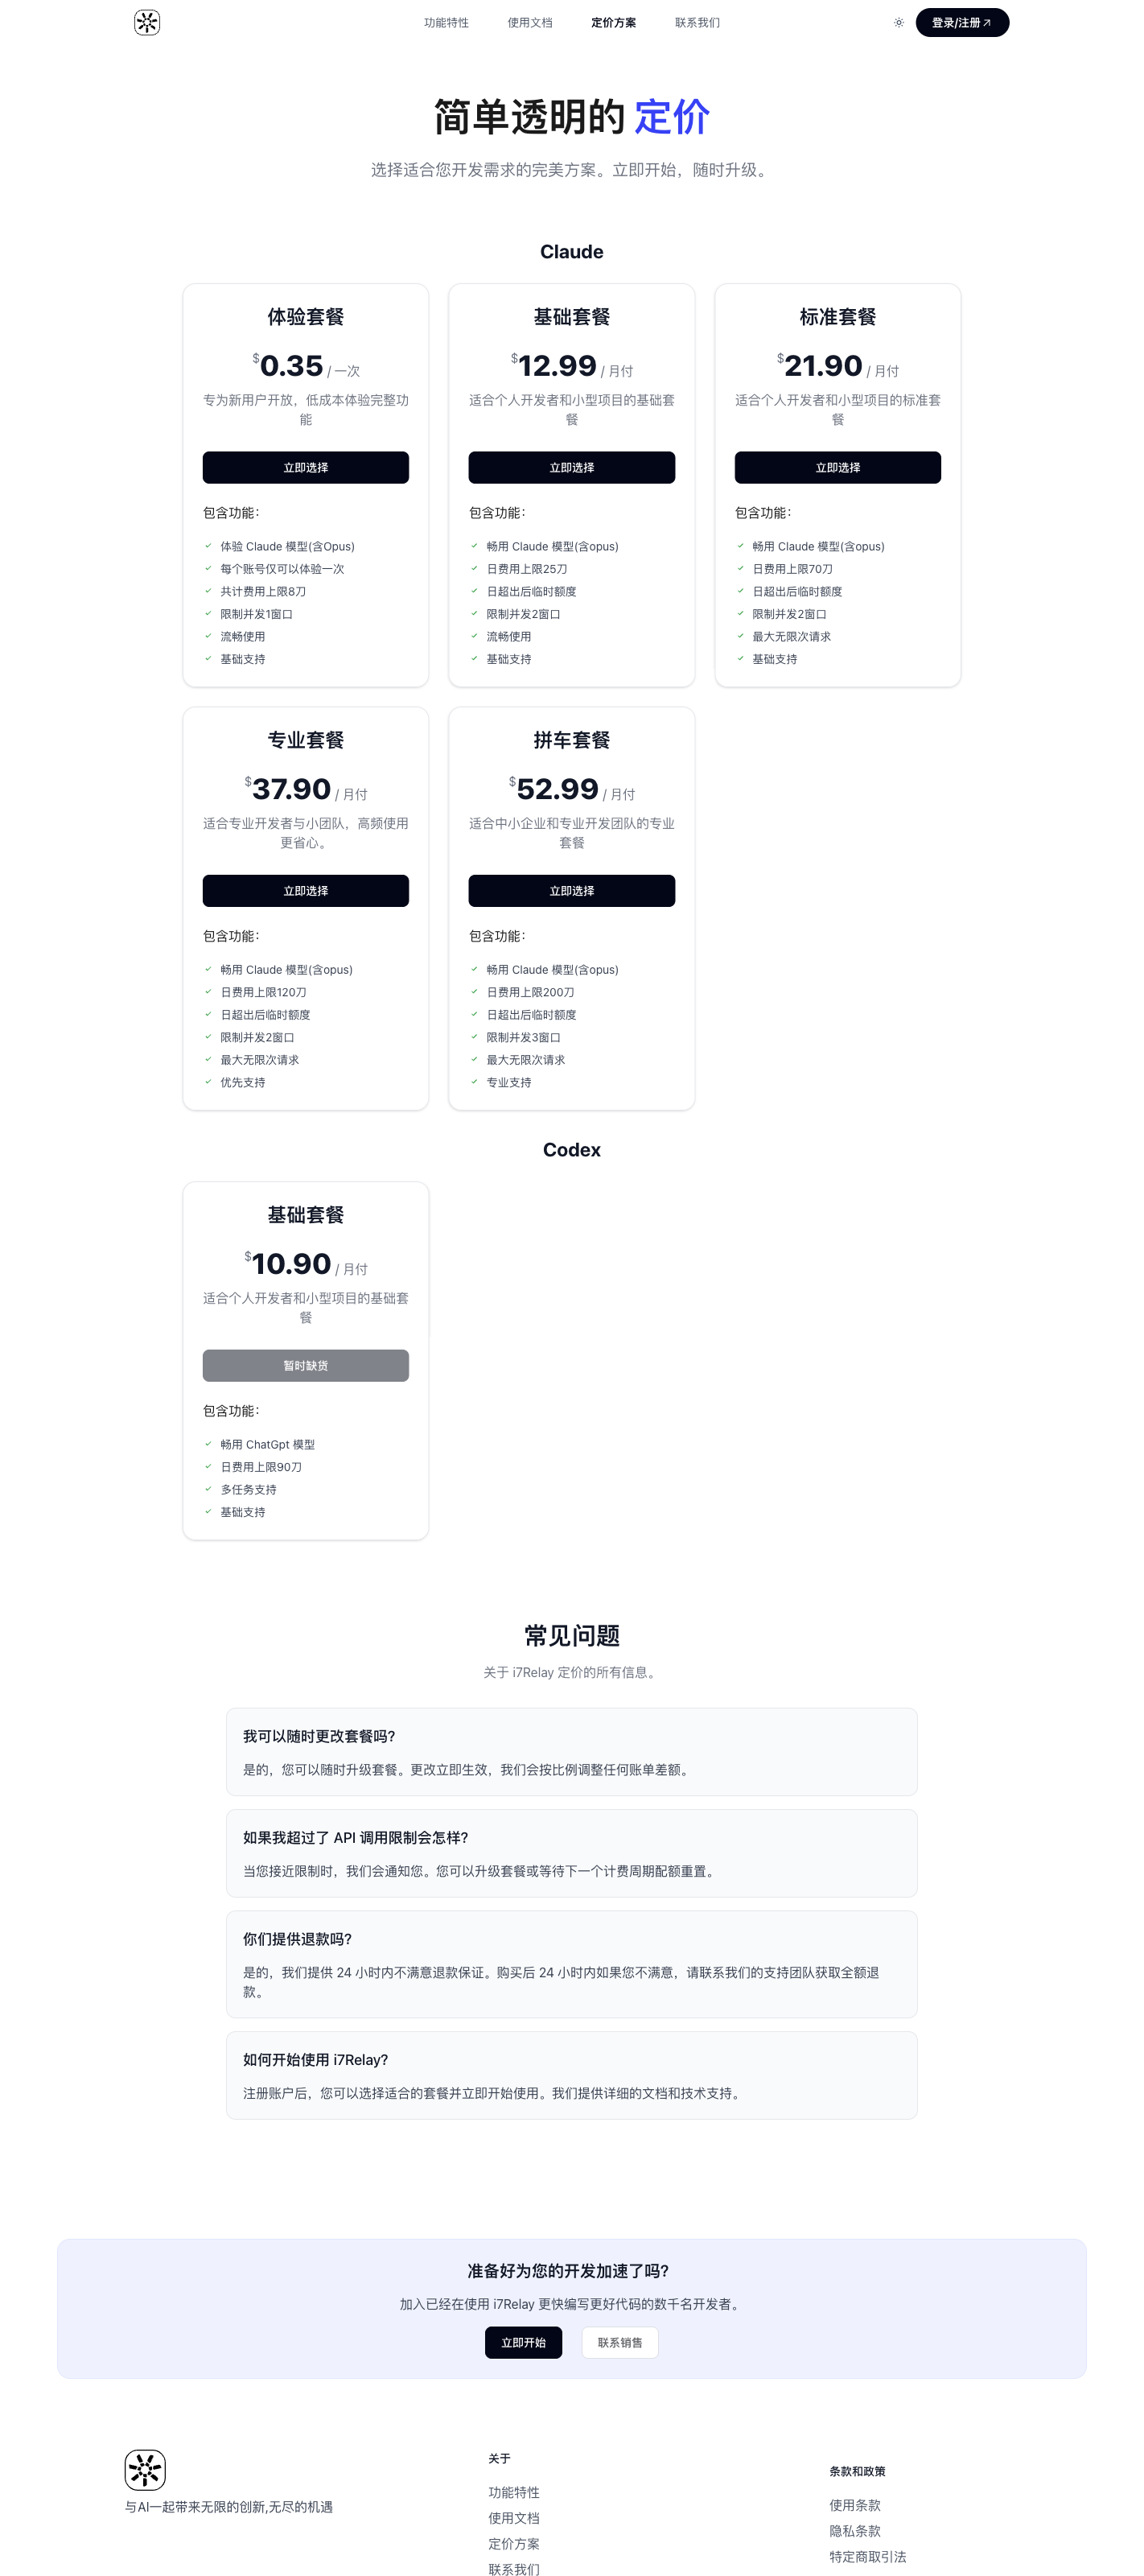 功能特性
使用文档
定价方案
联系我们
登录/注册
简单透明的 定价
选择适合您开发需求的完美方案。立即开始，随时升级。
Claude
体验套餐
$0.35 / 一次
专为新用户开放，低成本体验完整功
能
立即选择
包含功能：
体验 Claude 模型(含Opus)
每个账号仅可以体验一次
共计费用上限8刀
限制并发1窗口
流畅使用
基础支持
基础套餐
$12.99 / 月付
适合个人开发者和小型项目的基础套
餐
立即选择
包含功能：
畅用 Claude 模型(含opus)
日费用上限25刀
日超出后临时额度
限制并发2窗口
流畅使用
基础支持
标准套餐
$21.90 / 月付
适合个人开发者和小型项目的标准套
餐
立即选择
包含功能：
畅用 Claude 模型(含opus)
日费用上限70刀
日超出后临时额度
限制并发2窗口
最大无限次请求
基础支持
专业套餐
$37.90 / 月付
适合专业开发者与小团队，高频使用
更省心。
立即选择
包含功能：
畅用 Claude 模型(含opus)
日费用上限120刀
日超出后临时额度
限制并发2窗口
最大无限次请求
优先支持
拼车套餐
$52.99 / 月付
适合中小企业和专业开发团队的专业
套餐
立即选择
包含功能：
畅用 Claude 模型(含opus)
日费用上限200刀
日超出后临时额度
限制并发3窗口
最大无限次请求
专业支持
Codex
基础套餐
$10.90 / 月付
适合个人开发者和小型项目的基础套
餐
暂时缺货
包含功能：
畅用 ChatGpt 模型
日费用上限90刀
多任务支持
基础支持
常见问题
关于 i7Relay 定价的所有信息。
我可以随时更改套餐吗?
是的，您可以随时升级套餐。更改立即生效，我们会按比例调整任何账单差额。
如果我超过了 API 调用限制会怎样?
当您接近限制时，我们会通知您。您可以升级套餐或等待下一个计费周期配额重置。
你们提供退款吗?
是的，我们提供 24 小时内不满意退款保证。购买后 24 小时内如果您不满意，请联系我们的支持团队获取全额退
款。
如何开始使用 i7Relay?
注册账户后，您可以选择适合的套餐并立即开始使用。我们提供详细的文档和技术支持。
准备好为您的开发加速了吗?
加入已经在使用 i7Relay 更快编写更好代码的数千名开发者。
立即开始
联系销售
与AI一起带来无限的创新,无尽的机遇
关于
功能特性
使用文档
定价方案
联系我们
条款和政策
使用条款
隐私条款
特定商取引法